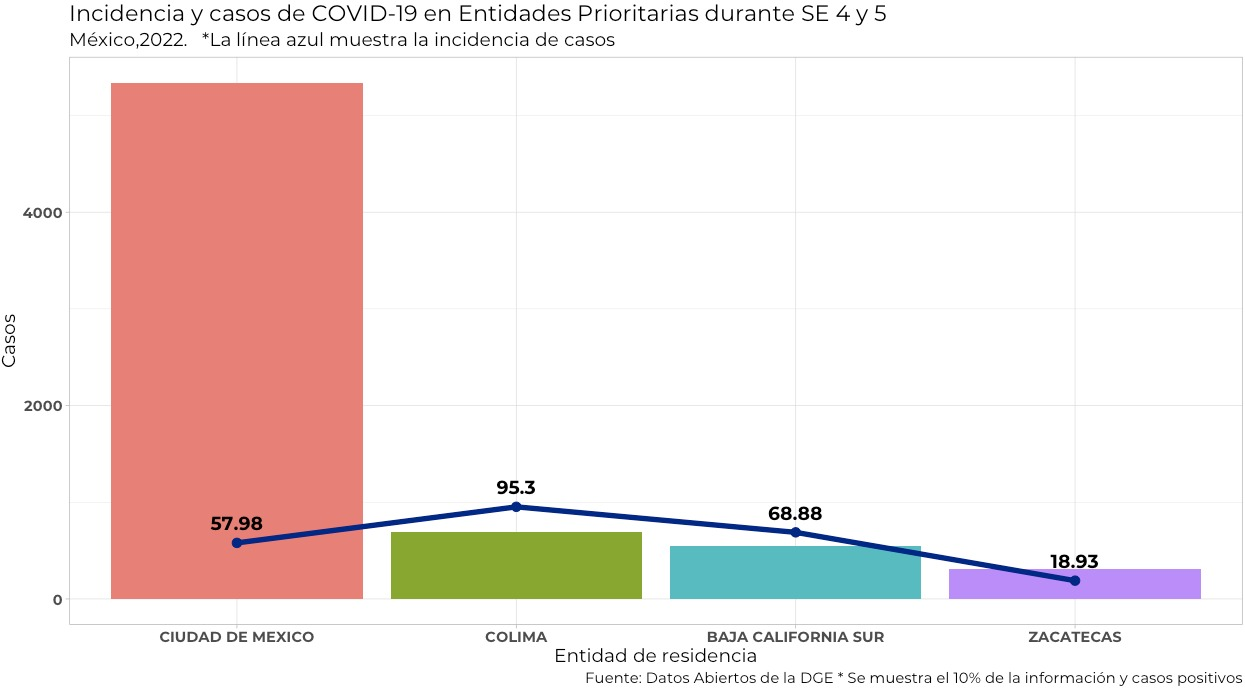 Incidencia y casos de COVID-19 en Entidades Prioritarias durante SE 4 y 5
México,2022. *La línea azul muestra la incidencia de casos
Casos
4000
2000
0
57.98
95.3
68.88
18.93
CIUDAD DE MEXICO
COLIMA
BAJA CALIFORNIA SUR
ZACATECAS
Entidad de residencia
Fuente: Datos Abiertos de la DGE * Se muestra el 10% de la información y casos positivos